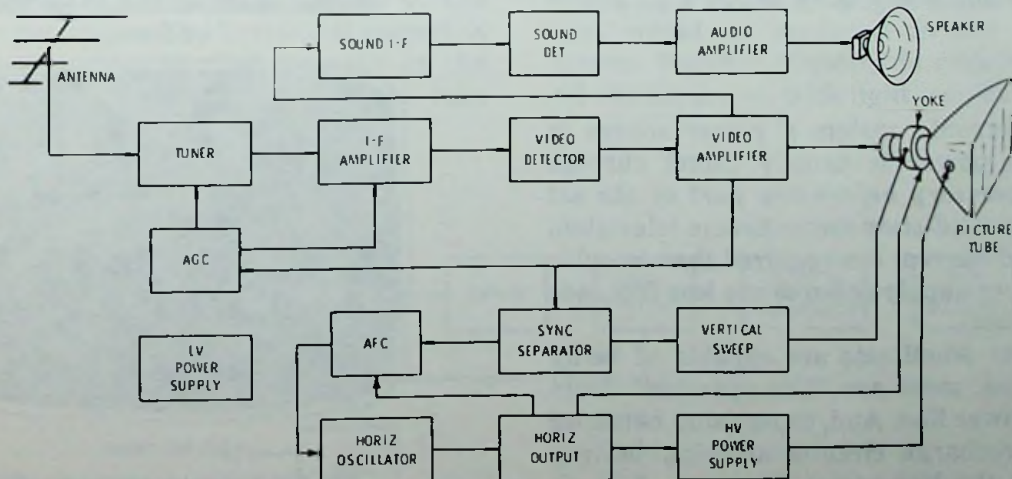 ANTENNA
SOUND I-F
SOUND
DET
AUDIO
AMPLIFIER
SPEAKER
YOKE
TUNER
I-F
AMPLIFIER
VIDEO
DETECTOR
VIDEO
AMPLIFIER
PICTURE
TUBE
AGC
LV
POWER
SUPPLY
AFC
SYNC
SEPARATOR
VERTICAL
SWEEP
HORIZ
OSCILLATOR
HORIZ
OUTPUT
HV
POWER
SUPPLY